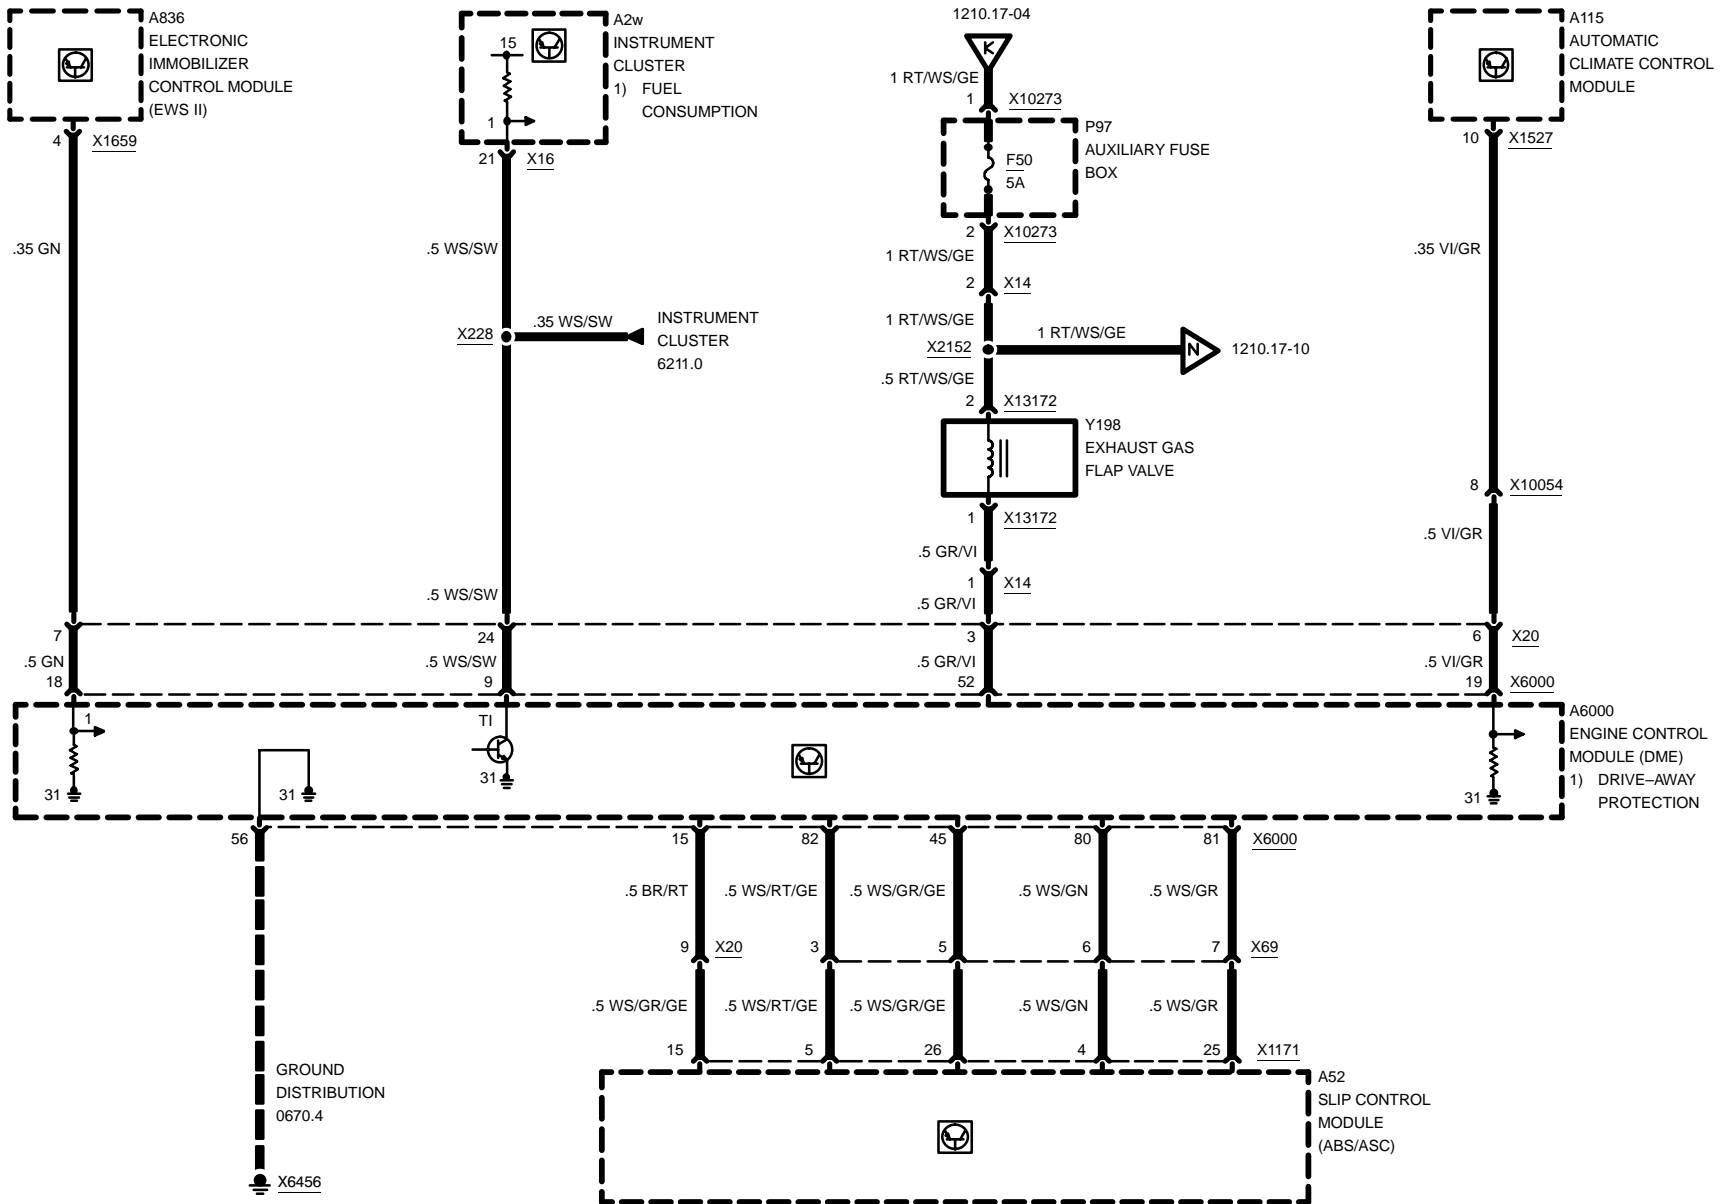 A836
ELECTRONIC
IMMOBILIZER
CONTROL MODULE
(EWS II)
4 X1659
.35 GN
15
A2w
INSTRUMENT
CLUSTER
1) FUEL
CONSUMPTION
1
21 X16
.5 WS/SW
X228
.35 WS/SW
INSTRUMENT
CLUSTER
6211.0
.5 WS/SW
1210.17-04
K
1 RT/WS/GE
1 X10273
P97
AUXILIARY FUSE
BOX
F50
5A
2 X10273
1 RT/WS/GE
2 X14
1 RT/WS/GE
X2152
1 RT/WS/GE
N
1210.17-10
.5 RT/WS/GE
2 X13172
Y198
EXHAUST GAS
FLAP VALVE
1 X13172
.5 GR/VI
1 X14
.5 GR/VI
A115
AUTOMATIC
CLIMATE CONTROL
MODULE
10 X1527
.35 VI/GR
8 X10054
.5 VI/GR
7 24 3 6 X20
.5 GN .5 WS/SW .5 GR/VI .5 VI/GR
18 9 52 19 X6000
1
31
31
TI
31
31
A6000
ENGINE CONTROL
MODULE (DME)
1) DRIVE–AWAY
PROTECTION
56 15 82 45 80 81 X6000
.5 BR/RT .5 WS/RT/GE .5 WS/GR/GE .5 WS/GN .5 WS/GR
9 X20 3 5 6 7 X69
.5 WS/GR/GE .5 WS/RT/GE .5 WS/GR/GE .5 WS/GN .5 WS/GR
15 5 26 4 25 X1171
GROUND
DISTRIBUTION
0670.4
X6456
A52
SLIP CONTROL
MODULE
(ABS/ASC)